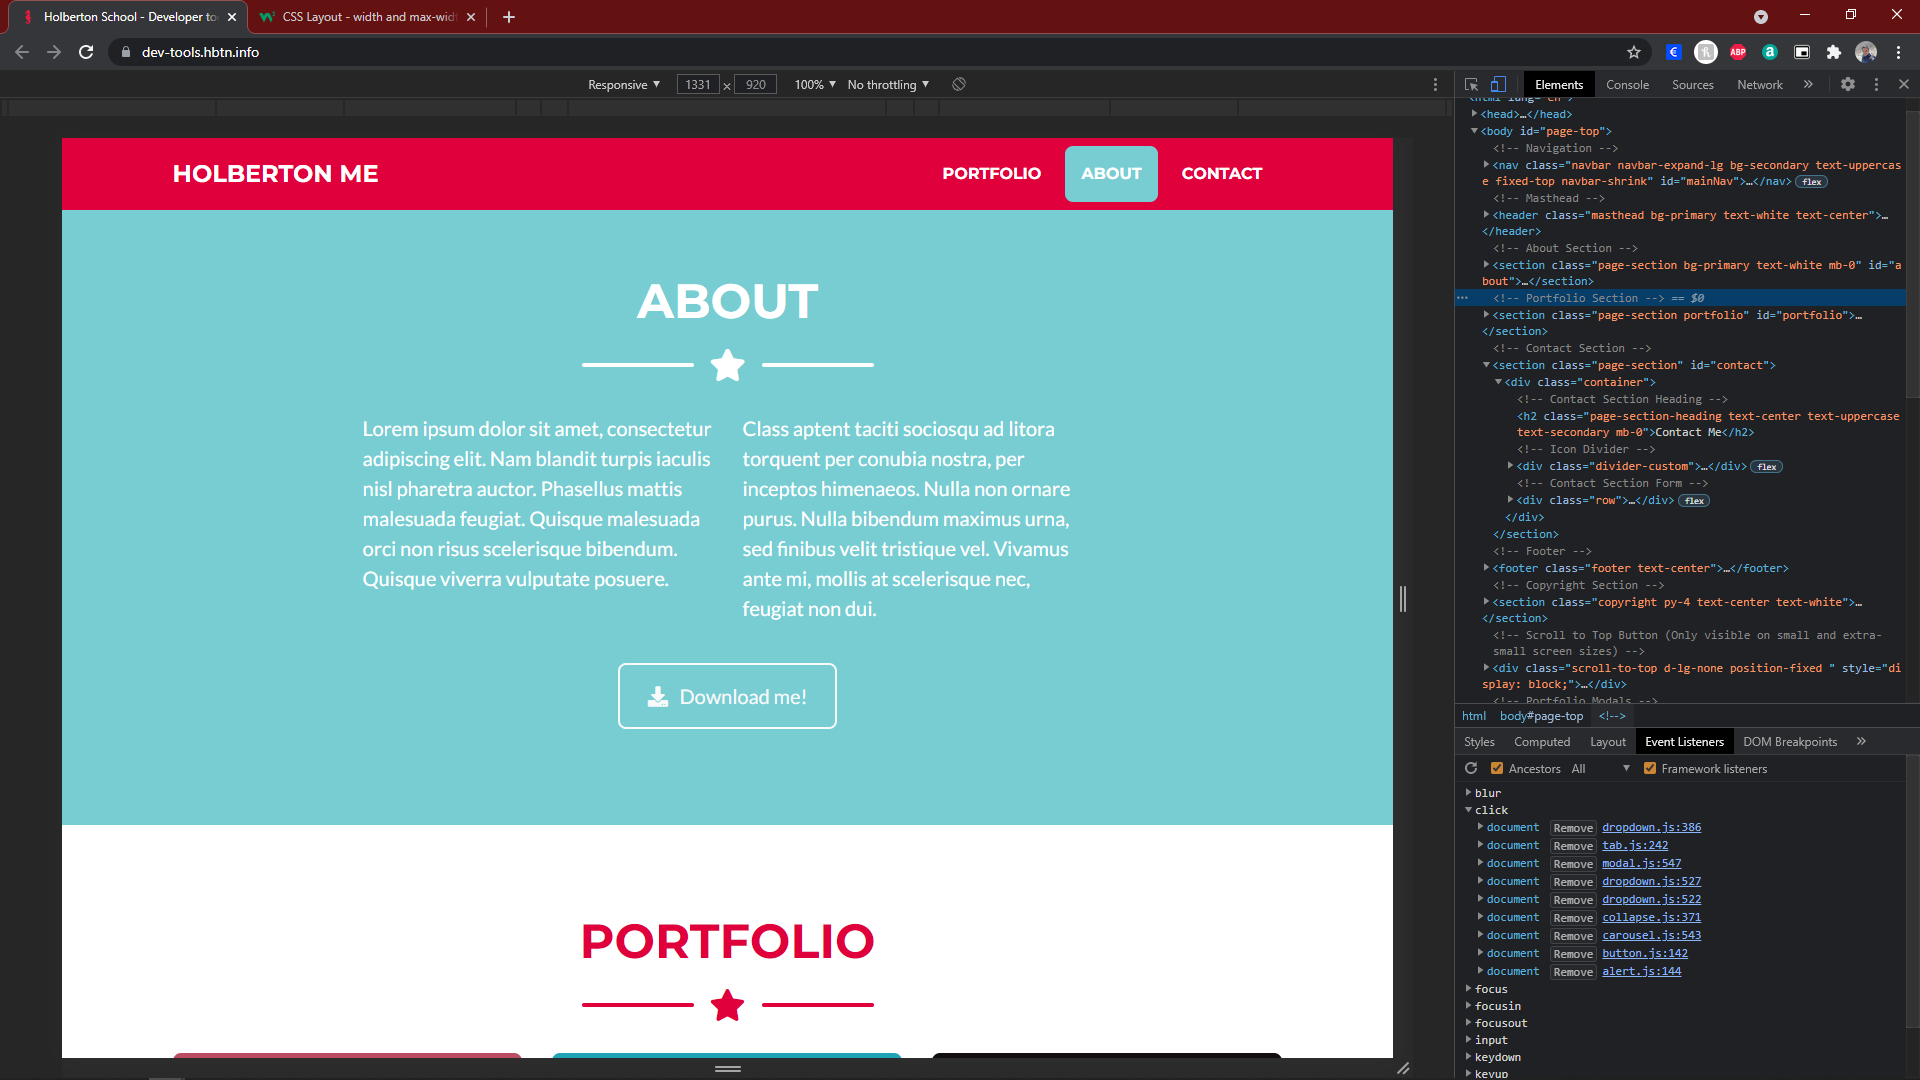 Holberton School - Developer to
CSS Layout - width and max-wid
dev-tools.hbtn.info
ABP
Responsive
1331 × 920
100%
No throttling
Elements
Console
Sources
Network
HOLBERTON ME
PORTFOLIO
ABOUT
CONTACT
ABOUT
Lorem ipsum dolor sit amet, consectetur
adipiscing elit. Nam blandit turpis iaculis
nisl pharetra auctor. Phasellus mattis
malesuada feugiat. Quisque malesuada
orci non risus scelerisque bibendum.
Quisque viverra vulputate posuere.
Class aptent taciti sociosqu ad litora
torquent per conubia nostra, per
inceptos himenaeos. Nulla non ornare
purus. Nulla bibendum maximus urna,
sed finibus velit tristique vel. Vivamus
ante mi, mollis at scelerisque nec,
feugiat non dui.
Download me!
PORTFOLIO
<html lang="en">
<head>…</head>
<body id="page-top">
<!-- Navigation -->
<nav class="navbar navbar-expand-lg bg-secondary text-uppercas
e fixed-top navbar-shrink" id="mainNav">…</nav> flex
<!-- Masthead -->
<header class="masthead bg-primary text-white text-center">…
</header>
<!-- About Section -->
<section class="page-section bg-primary text-white mb-0" id="a
bout">…</section>
<!-- Portfolio Section --> == $0
<section class="page-section portfolio" id="portfolio">…
</section>
<!-- Contact Section -->
<section class="page-section" id="contact">
<div class="container">
<!-- Contact Section Heading -->
<h2 class="page-section-heading text-center text-uppercase
text-secondary mb-0">Contact Me</h2>
<!-- Icon Divider -->
<div class="divider-custom">…</div> flex
<!-- Contact Section Form -->
<div class="row">…</div> flex
</div>
</section>
<!-- Footer -->
<footer class="footer text-center">…</footer>
<!-- Copyright Section -->
<section class="copyright py-4 text-center text-white">…
</section>
<!-- Scroll to Top Button (Only visible on small and extra-
small screen sizes) -->
<div class="scroll-to-top d-lg-none position-fixed " style="di
splay: block;">…</div>
<!-- Portfolio Modals -->
html
body#page-top
<!-->
Styles
Computed
Layout
Event Listeners
DOM Breakpoints
Ancestors
All
Framework listeners
blur
click
document Remove dropdown.js:386
document Remove tab.js:242
document Remove modal.js:547
document Remove dropdown.js:527
document Remove dropdown.js:522
document Remove collapse.js:371
document Remove carousel.js:543
document Remove button.js:142
document Remove alert.js:144
focus
focusin
focusout
input
keydown
keyup